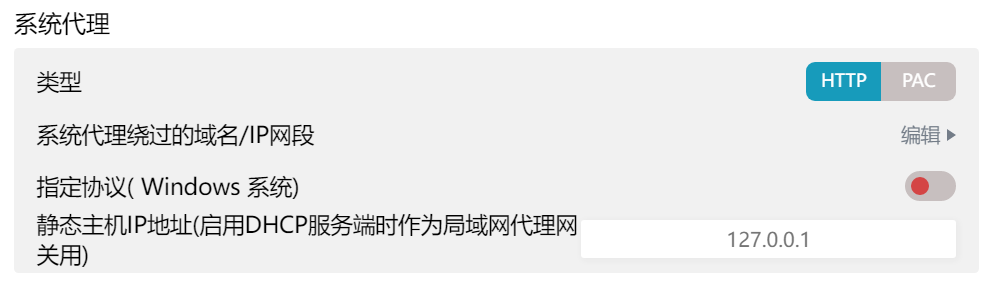 系统代理
类型
HTTP PAC
系统代理绕过的域名/IP网段
编辑
指定协议( Windows 系统)
静态主机IP地址(启用DHCP服务端时作为局域网代理网
关用)
127.0.0.1